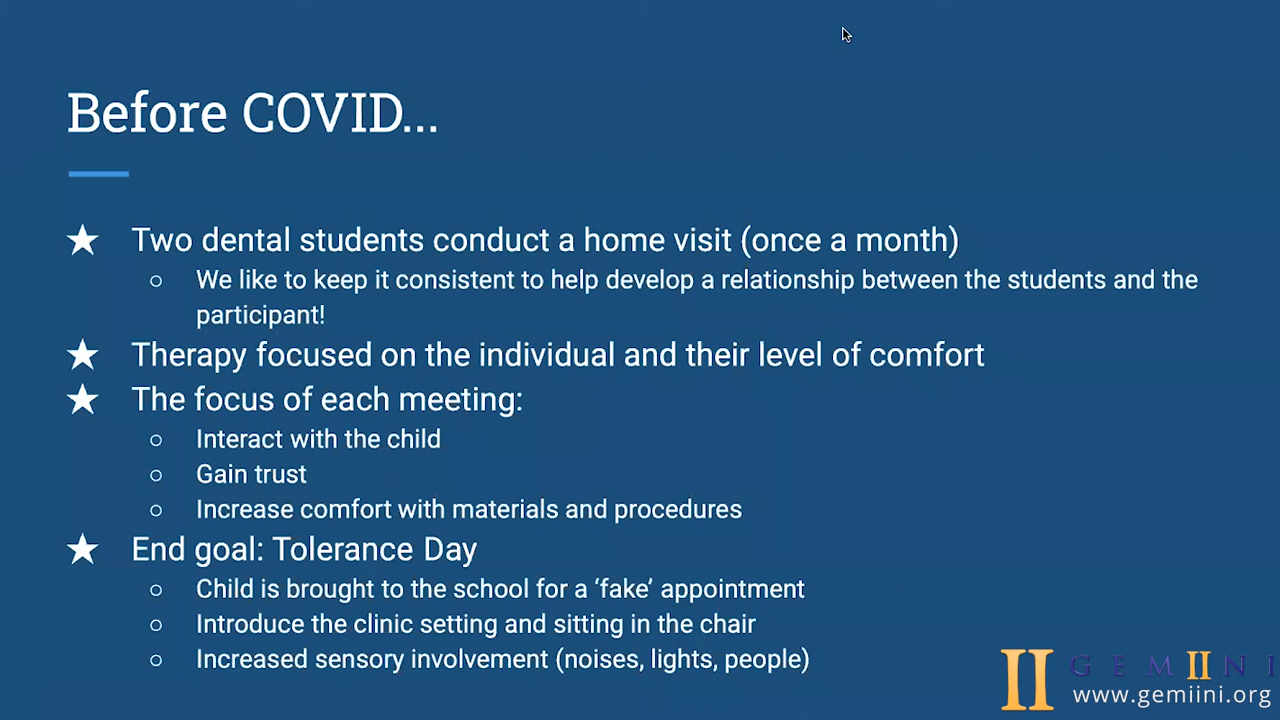 Before COVID...
★ Two dental students conduct a home visit (once a month)
○ We like to keep it consistent to help develop a relationship between the students and the
participant!
★ Therapy focused on the individual and their level of comfort
★ The focus of each meeting:
○ Interact with the child
○ Gain trust
○ Increase comfort with materials and procedures
★ End goal: Tolerance Day
○ Child is brought to the school for a ‘fake’ appointment
○ Introduce the clinic setting and sitting in the chair
○ Increased sensory involvement (noises, lights, people)
II GEMIINI
www.gemiini.org